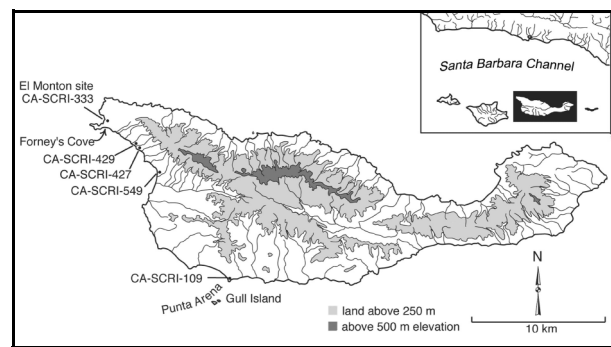 Santa Barbara Channel
El Monton site
CA-SCRI-333
Forney's Cove
CA-SCRI-429
CA-SCRI-427
CA-SCRI-549
CA-SCRI-109
Punta Arena
Gull Island
N
land above 250 m
above 500 m elevation
10 km